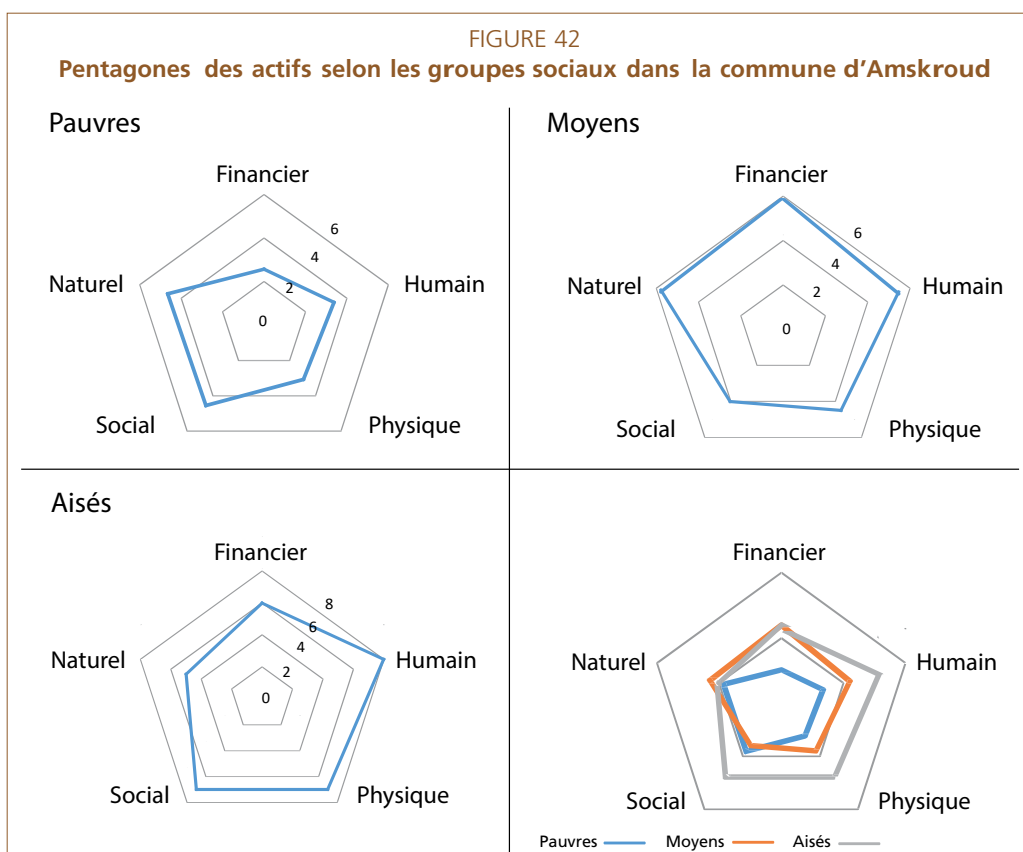 FIGURE 42
Pentagones des actifs selon les groupes sociaux dans la commune d'Amskroud
Pauvres
Financier
6
4
2
0
Naturel
Humain
Social
Physique
Moyens
Financier
6
4
2
0
Naturel
Humain
Social
Physique
Aisés
Financier
8
6
4
2
0
Naturel
Humain
Social
Physique
Financier
Naturel
Humain
Social
Physique
Pauvres Moyens Aisés